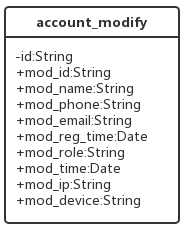 account_modify
-id:String
+mod_id:String
+mod_name:String
+mod_phone:String
+mod_email:String
+mod_reg_time:Date
+mod_role:String
+mod_time:Date
+mod_ip:String
+mod_device:String